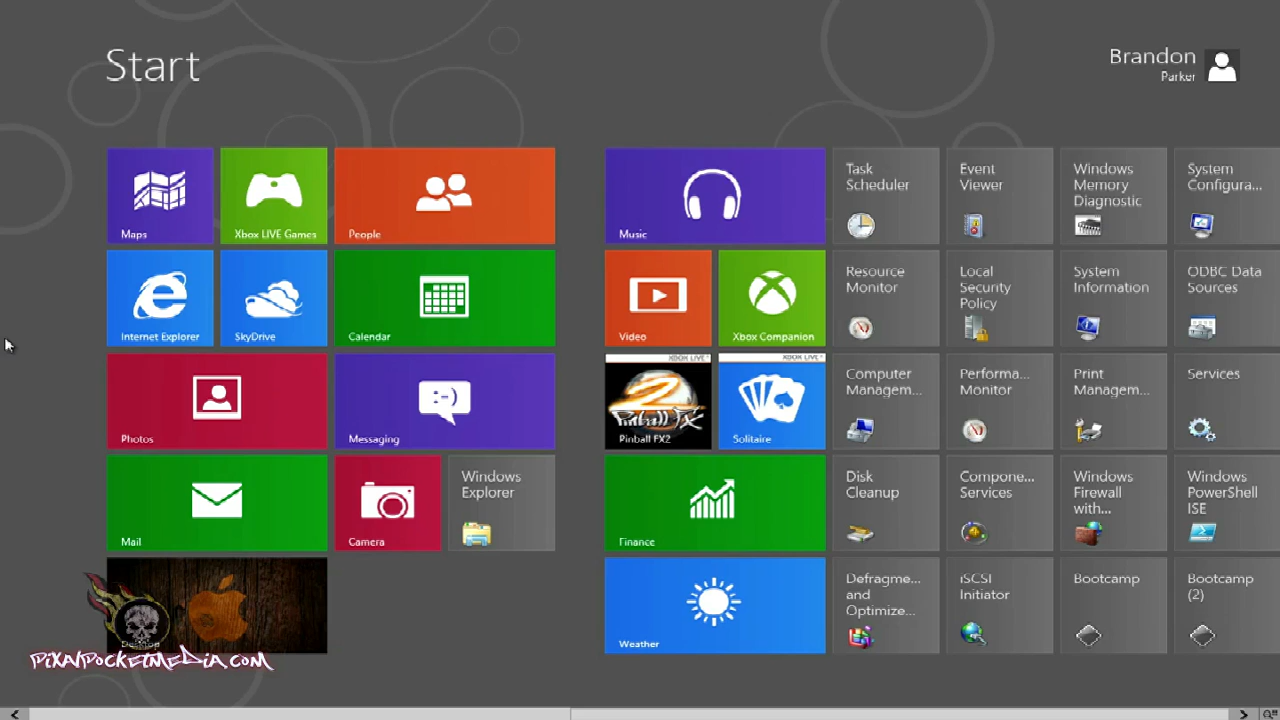 Start
Brandon
Parker
Maps
Xbox LIVE Games
People
Internet Explorer
SkyDrive
Calendar
Photos
Messaging
Mail
Camera
Windows
Explorer
Desktop
Music
Video
Xbox Companion
XBOX LIVE
2
Pinball FX
Pinball FX2
XBOX LIVE
Solitaire
Finance
Weather
Task
Scheduler
Event
Viewer
Windows
Memory
Diagnostic
System
Configura...
Resource
Monitor
Local
Security
Policy
System
Information
ODBC Data
Sources
Computer
Managem...
Performa...
Monitor
Print
Managem...
Services
Disk
Cleanup
Compone...
Services
Windows
Firewall
with...
Windows
PowerShell
ISE
Defragme...
and
Optimize...
iSCSI
Initiator
Bootcamp
Bootcamp
(2)
PixalPocketMedia.com